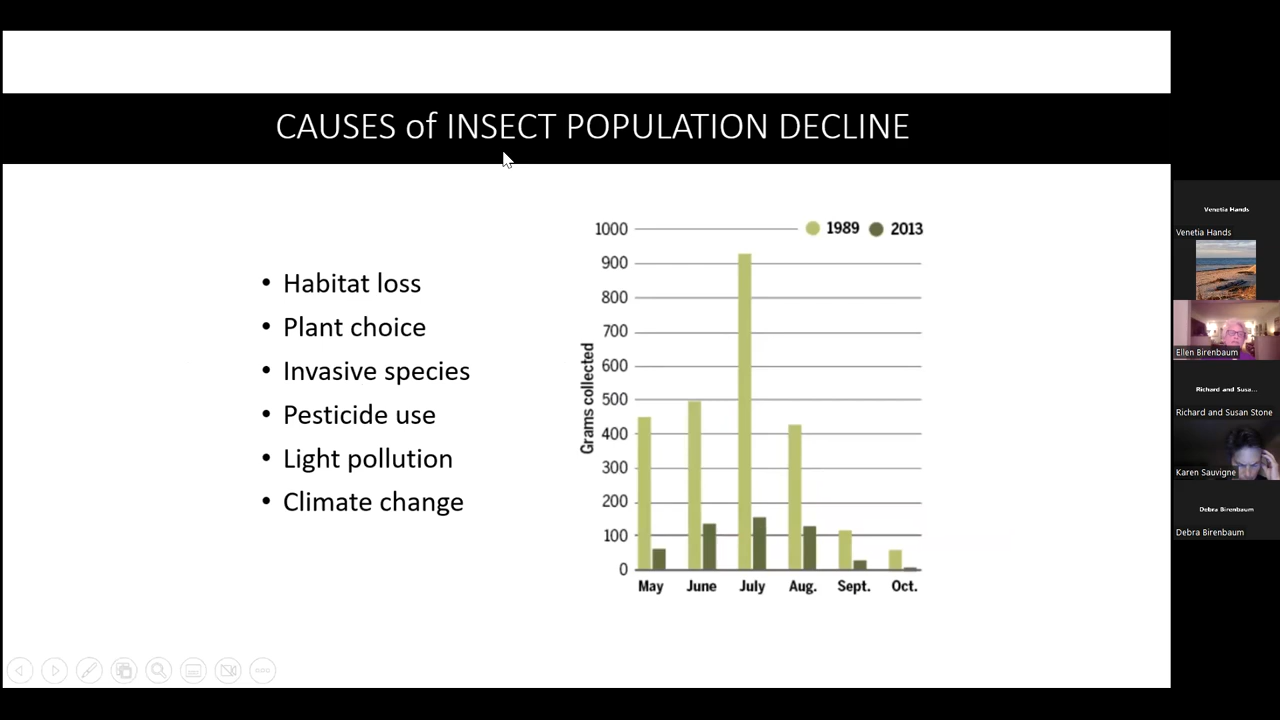 CAUSES of INSECT POPULATION DECLINE
• Habitat loss
• Plant choice
• Invasive species
• Pesticide use
• Light pollution
• Climate change
1989 2013
Grams collected
1000
900
800
700
600
500
400
300
200
100
0
May June July Aug. Sept. Oct.
Venetia Hands
Venetia Hands
Ellen Birenbaum
Richard and Susa...
Richard and Susan Stone
Karen Sauvigne
Debra Birenbaum
Debra Birenbaum